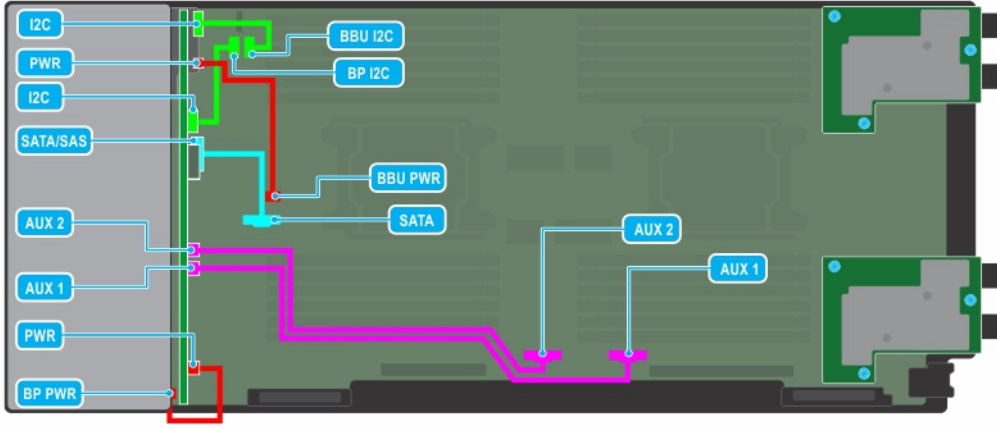 I2C
BBU I2C
PWR
BP I2C
I2C
SATA/SAS
BBU PWR
SATA
AUX 2
AUX 2
AUX 1
AUX 1
PWR
BP PWR